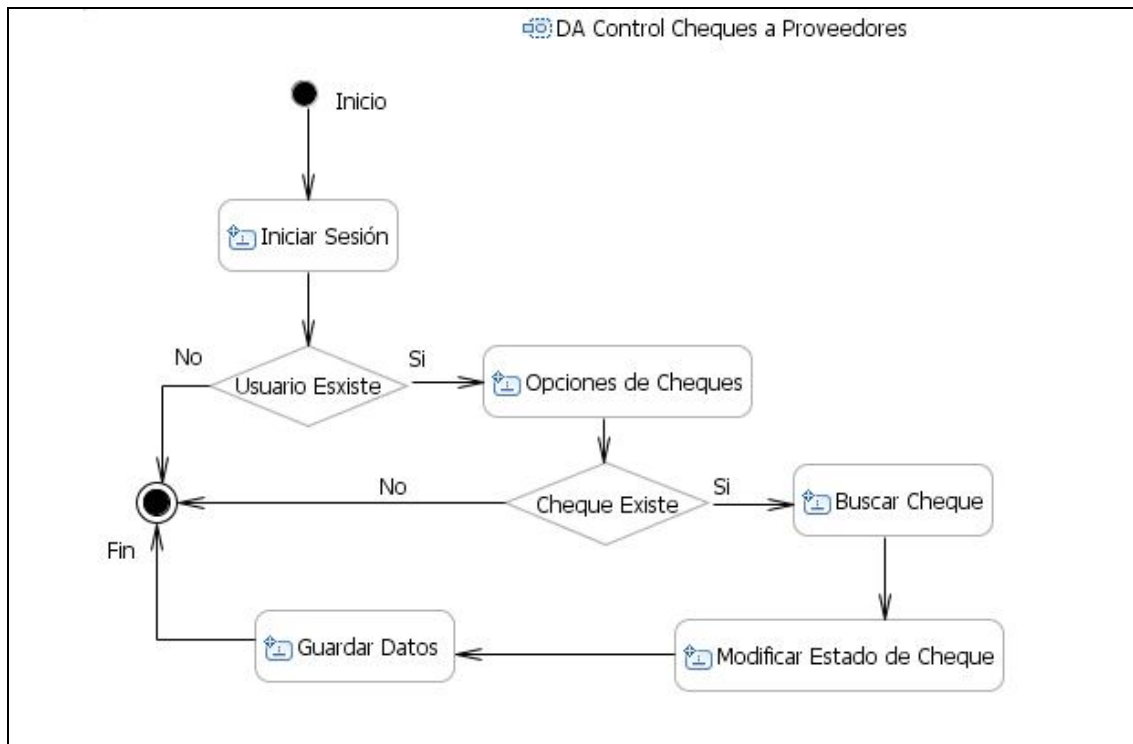 DA Control Cheques a Proveedores
Inicio
Iniciar Sesión
No
Si
Usuario Esxiste
Opciones de Cheques
No
Si
Cheque Existe
Buscar Cheque
Fin
Guardar Datos
Modificar Estado de Cheque